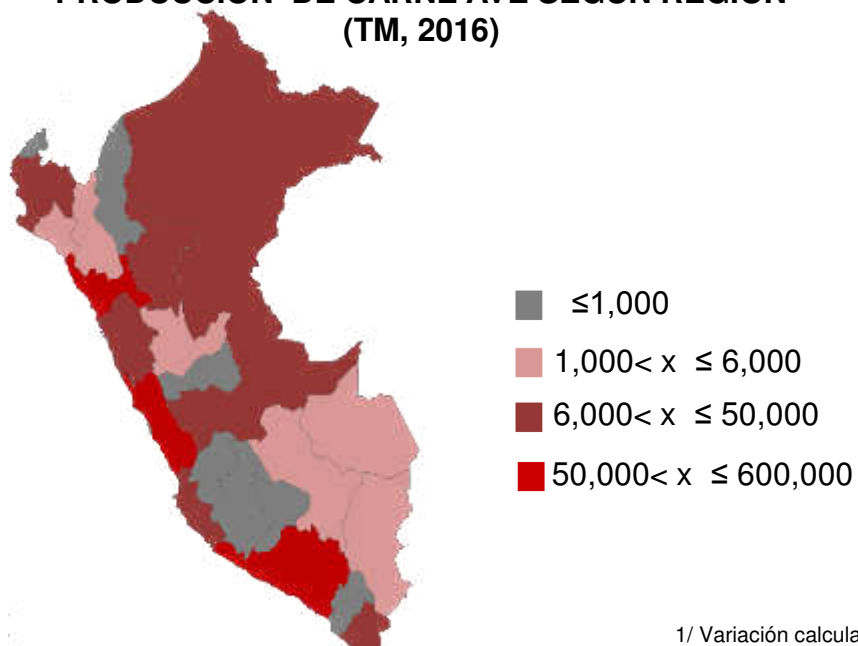 PRODUCCIÓN DE CARNE AVE SEGÚN REGIÓN
(TM, 2016)
≤1,000
1,000< x ≤ 6,000
6,000< x ≤ 50,000
50,000< x ≤ 600,000
1/ Variación calcula